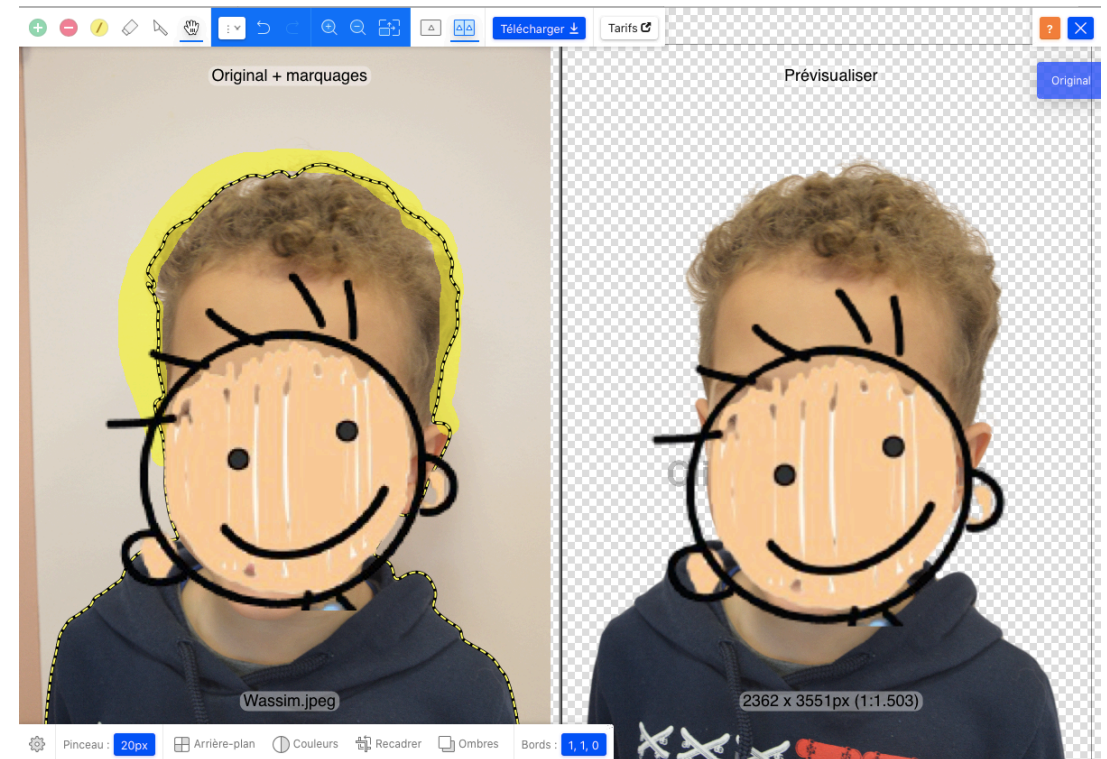 Télécharger
Tarifs
?
Original + marquages
Prévisualiser
Original
Wassim.jpeg
2362 x 3551px (1:1.503)
Pinceau :
20px
Arrière-plan
Couleurs
Recadrer
Ombres
Bords :
1, 1, 0